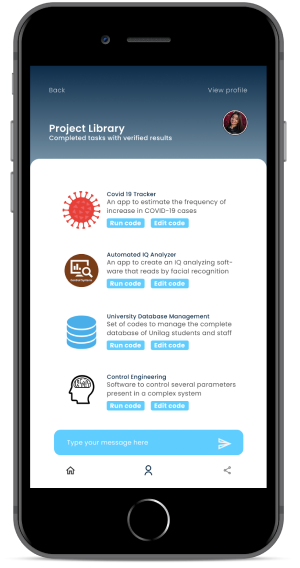 Back
View profile
Project Library
Completed tasks with verified results
Covid 19 Tracker
An app to estimate the frequency of
increase in COVID-19 cases
Run code
Edit code
Automated IQ Analyzer
An app to create an IQ analyzing soft-
ware that reads by facial recognition
Run code
Edit code
University Database Management
Set of codes to manage the complete
database of Unilag students and staff
Run code
Edit code
Control Engineering
Software to control several parameters
present in a complex system
Run code
Edit code
Type your message here